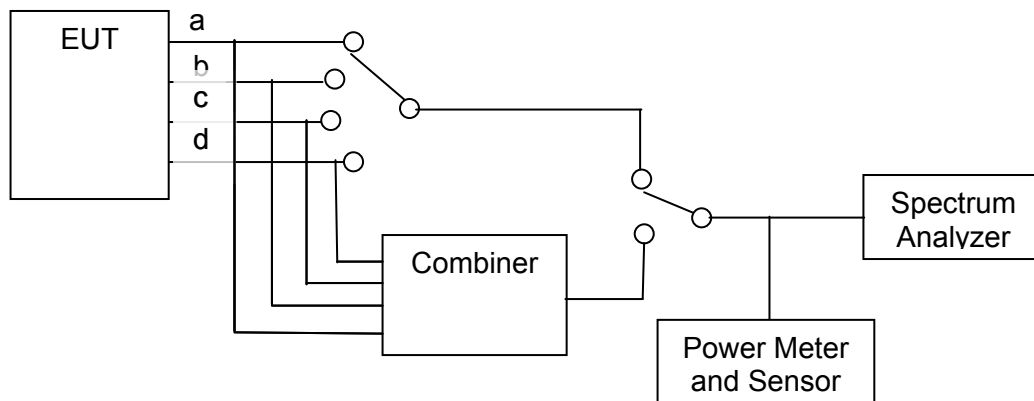 EUT
a
b
c
d
Combiner
Spectrum
Analyzer
Power Meter
and Sensor